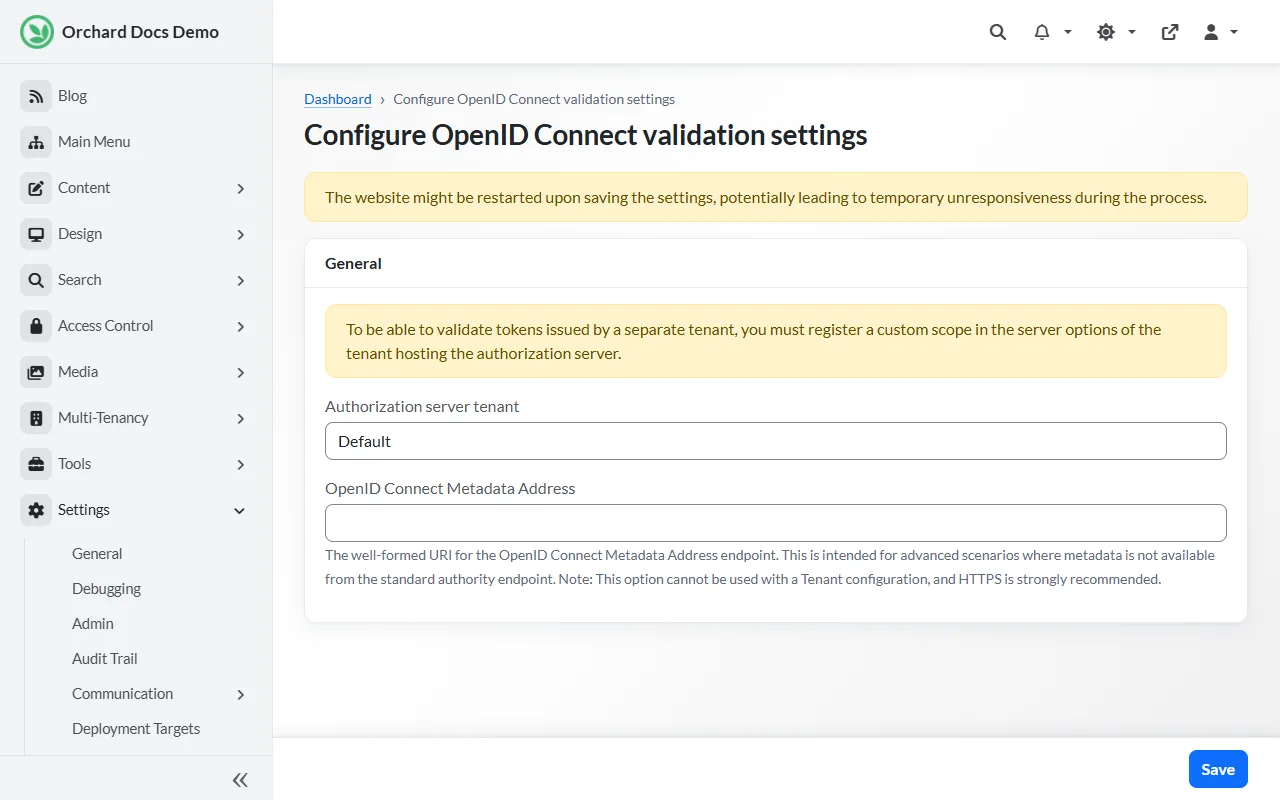 Orchard Docs Demo
Blog
Main Menu
Content
Design
Search
Access Control
Media
Multi-Tenancy
Tools
Settings
General
Debugging
Admin
Audit Trail
Communication
Deployment Targets
Dashboard › Configure OpenID Connect validation settings
Configure OpenID Connect validation settings
The website might be restarted upon saving the settings, potentially leading to temporary unresponsiveness during the process.
General
To be able to validate tokens issued by a separate tenant, you must register a custom scope in the server options of the
tenant hosting the authorization server.
Authorization server tenant
Default
OpenID Connect Metadata Address
The well-formed URI for the OpenID Connect Metadata Address endpoint. This is intended for advanced scenarios where metadata is not available
from the standard authority endpoint. Note: This option cannot be used with a Tenant configuration, and HTTPS is strongly recommended.
Save